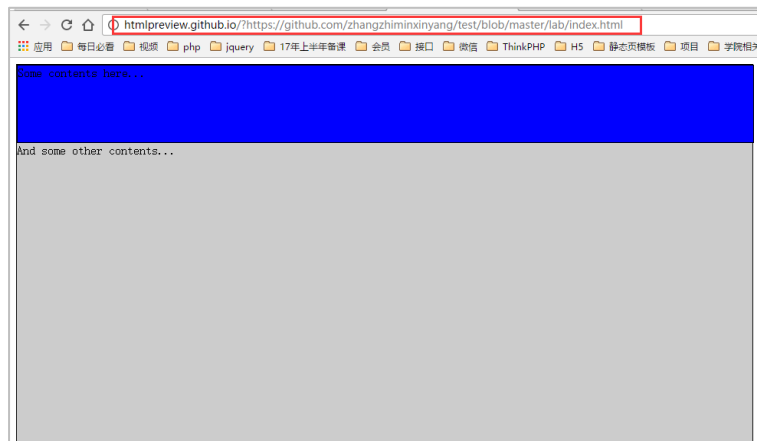 htmlpreview.github.io/?https://github.com/zhangzhiminxinyang/test/blob/master/lab/index.html
应用 每日必看 视频 php jquery 17年上半年备课 会员 接口 微信 ThinkPHP H5 静态页模板 项目 学院相关
Some contents here...
And some other contents...